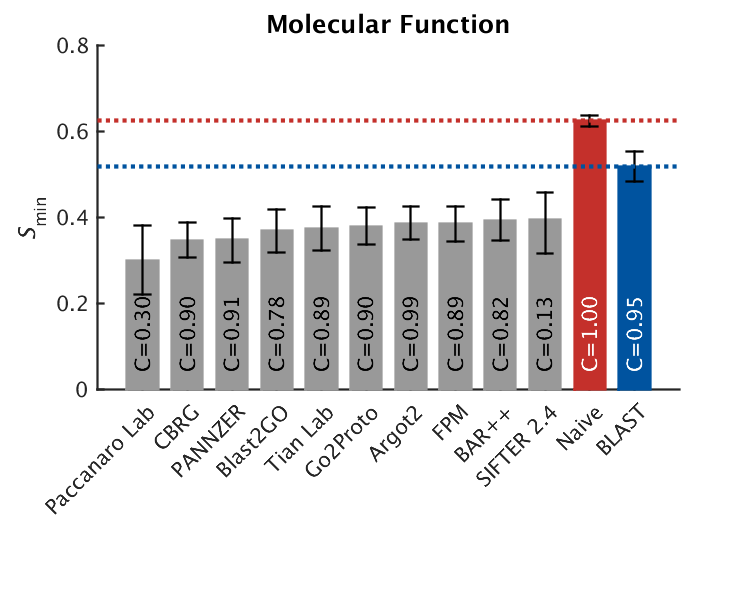 Molecular Function
0.8
0.6
0.4
0.2
0
Smin
C=0.30
C=0.90
C=0.91
C=0.78
C=0.89
C=0.90
C=0.99
C=0.89
C=0.82
C=0.13
C=1.00
C=0.95
Paccanaro Lab
CBRG
PANNZER
Blast2GO
Tian Lab
Go2Proto
Argot2
FPM
BAR++
SIFTER 2.4
Naive
BLAST